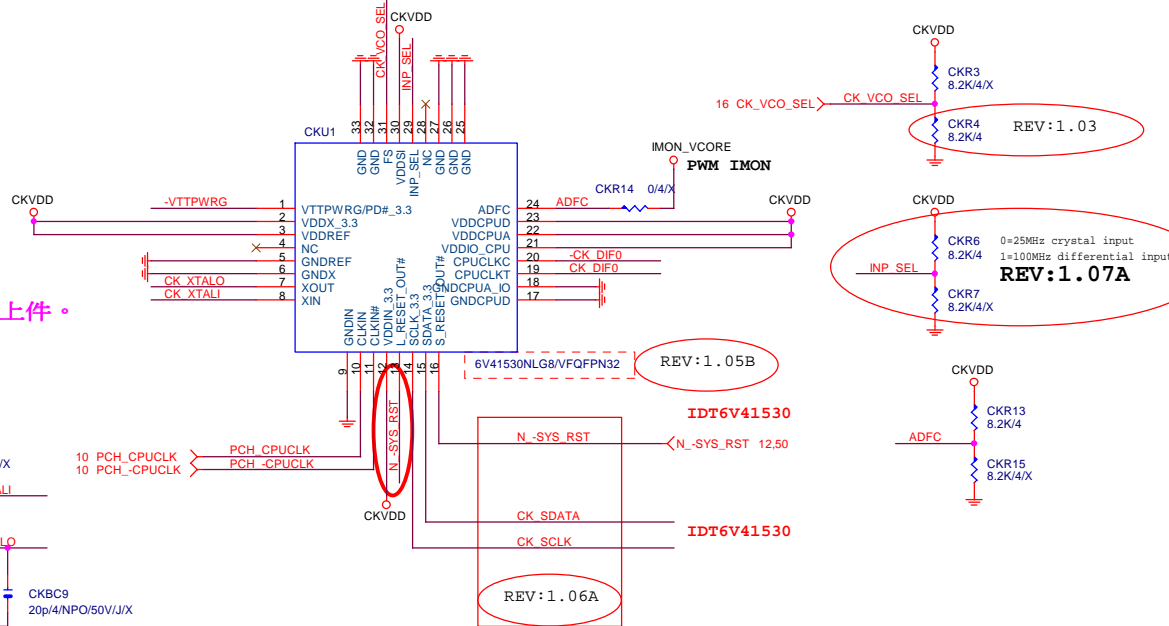 CKVDD
CK_VCO_SEL
INP_SEL
CKU1
33
32
31
30
29
28
27
26
25
GND
GND
FS
VDDSI
INP_SEL
NC
GND
GND
GND
CKVDD
-VTTPWRG
1
2
3
4
5
6
7
8
VTTPWRG/PD#_3.3
VDDX_3.3
VDDREF
NC
GNDREF
GNDX
XOUT
XIN
CK_XTALO
CK_XTALI
ADFC
VDDCPUD
VDDCPUA
VDDIO_CPU
CPUCLKC
CPUCLKT
GNDCPUA_IO
GNDCPUD
24
23
22
21
20
19
18
17
ADFC
-CK_DIF0
CK_DIF0
CKR14 0/4/X
IMON_VCORE
PWM IMON
CKVDD
GNDIN
CLKIN
CLKIN#
VDDIN_3.3
L_RESET_OUT#
SCLK_3.3
SDATA_3.3
S_RESET_OUT#
9
10
11
12
13
14
15
16
6V41530NLG8/VFQFPN32
REV:1.05B
上件。
N_-SYS_RST
CKVDD
10 PCH_CPUCLK
10 PCH_-CPUCLK
PCH_CPUCLK
PCH_-CPUCLK
IDT6V41530
N_-SYS_RST
N_-SYS_RST 12,50
CK_SDATA
IDT6V41530
CK_SCLK
REV:1.06A
/X
ALI
LO
CKBC9
20p/4/NPO/50V/J/X
CKVDD
CKR3
8.2K/4/X
16 CK_VCO_SEL
CK_VCO_SEL
CKR4
8.2K/4
REV:1.03
CKVDD
CKR6
8.2K/4
0=25MHz crystal input
1=100MHz differential input
REV:1.07A
INP_SEL
CKR7
8.2K/4/X
CKVDD
CKR13
8.2K/4
ADFC
CKR15
8.2K/4/X